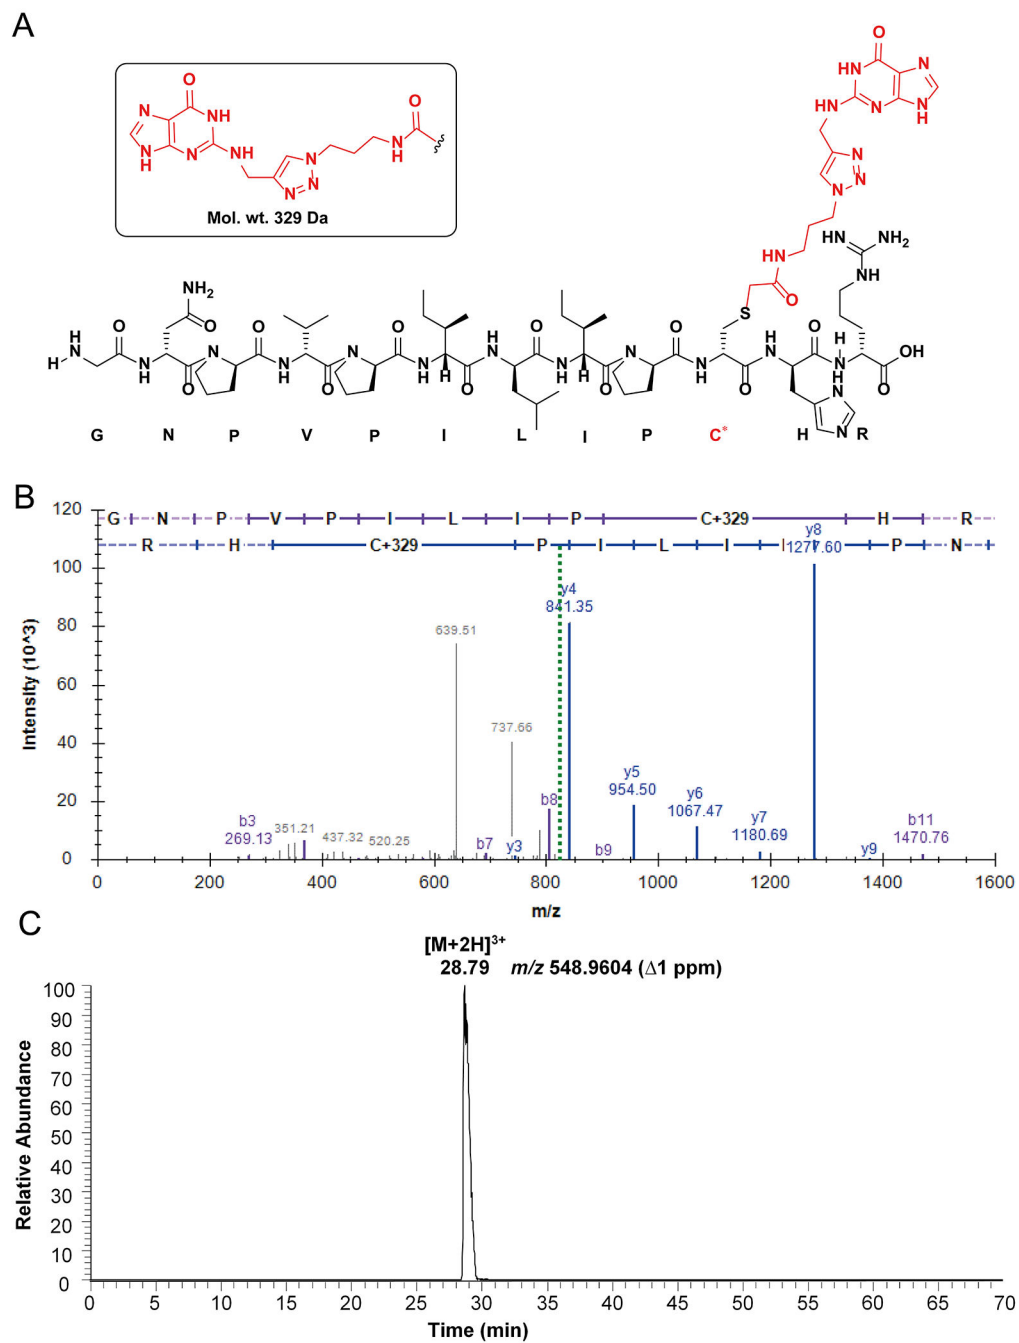 A
O
N
NH
N
H
N
NH
O
N
N
N
N
H
Mol. wt. 329 Da
O
HN
N
HN
N
N
H
N
N
N
HN
O
S
HN
NH2
NH
H
N
H
O
NH2
O
N
H
O
N
O
N
H
O
N
O
N
H
H
O
H
N
O
N
H
H
O
N
O
N
H
O
H
N
O
N
H
OH
O
N
N
H
G N P V P I L I P C* H R
B
G N P V P I L I P C+329 H R
R H C+329 P I L I P N
y8
1277.60
y4
841.35
639.51
737.66
y5
954.50
y6
1067.47
y7
1180.69
b8
b3
269.13
351.21
437.32
520.25
b7
y3
b9
y9
b11
1470.76
120
100
80
60
40
20
0
Intensity (10^3)
0 200 400 600 800 1000 1200 1400 1600
m/z
C
[M+2H]3+
28.79 m/z 548.9604 (Δ1 ppm)
100
90
80
70
60
50
40
30
20
10
0
Relative Abundance
0 5 10 15 20 25 30 35 40 45 50 55 60 65 70
Time (min)